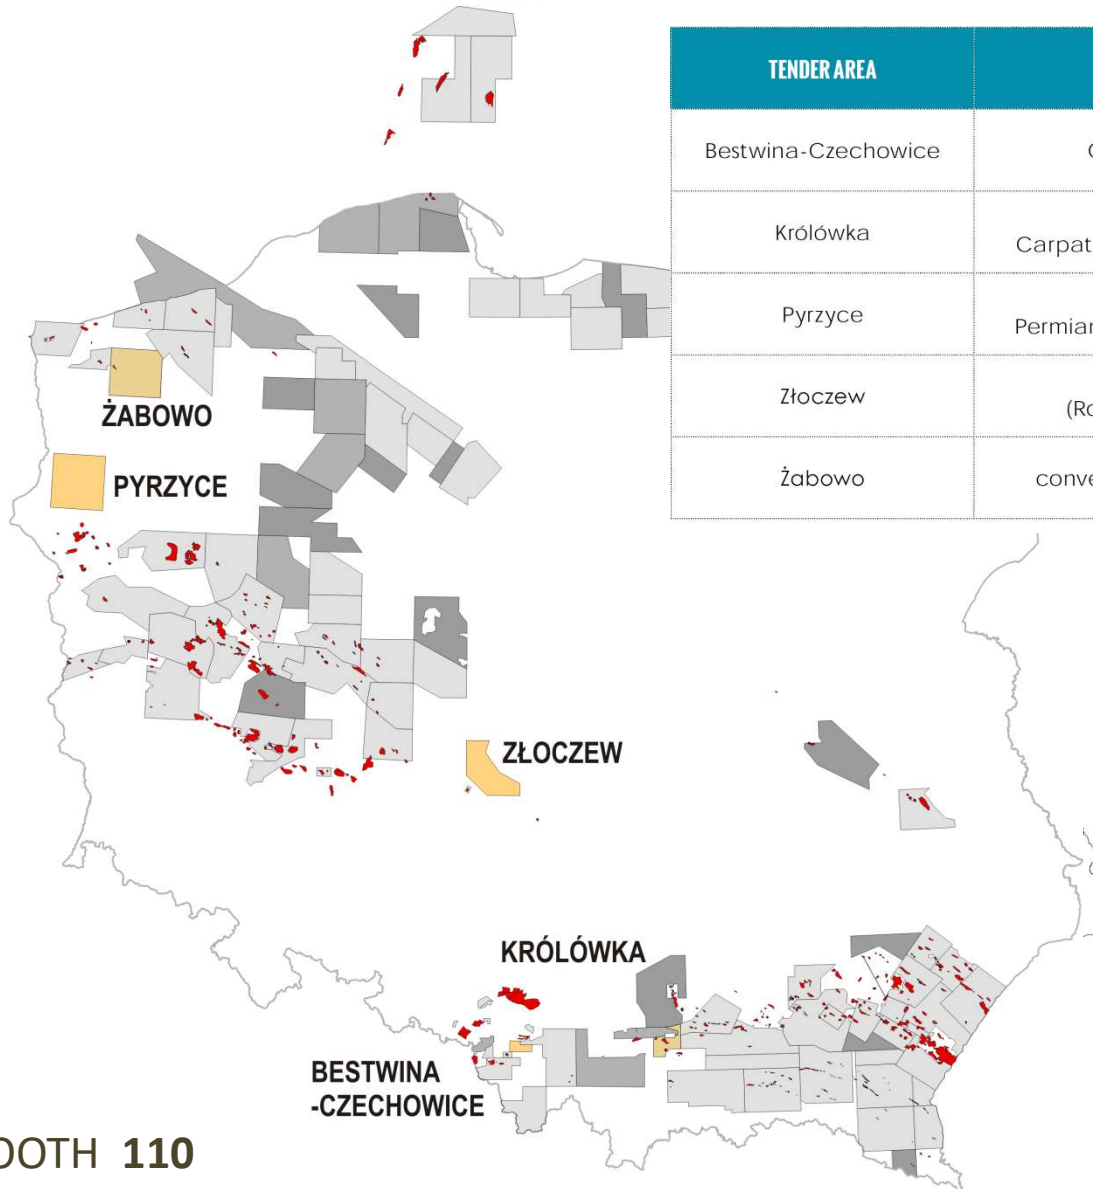 TENDER AREA
Bestwina-Czechowice
Królówka
Carpat
Pyrzyce
Permian
Złoczew
(Ro
Żabowo
conve
ŻABOWO
PYRZYCE
ZŁOCZEW
KRÓLÓWKA
BESTWINA
-CZECHOWICE
OOTH 110